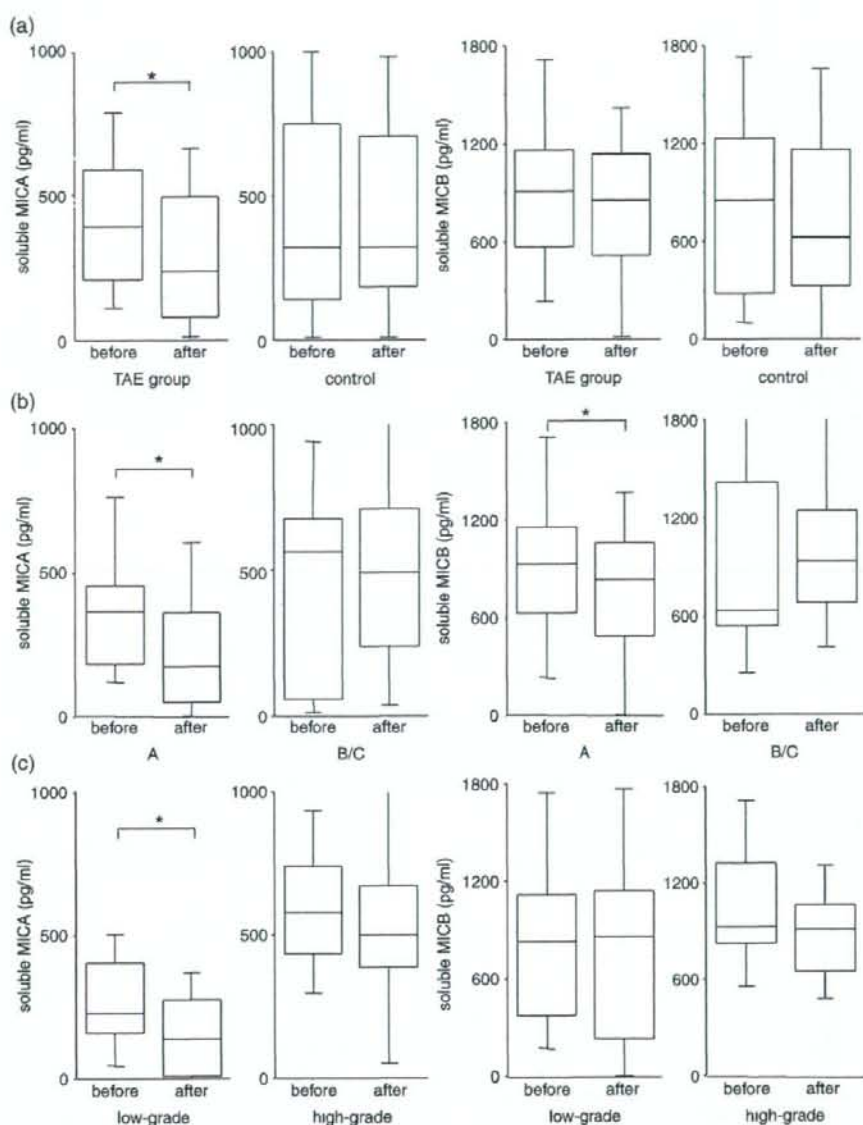 (a)
1000
500
0
soluble MICA (pg/ml)
*
before after
TAE group
1000
500
0
before after
control
1800
1200
600
0
soluble MICB (pg/ml)
before after
TAE group
1800
1200
600
0
before after
control
(b)
1000
500
0
soluble MICA (pg/ml)
*
before after
A
1000
500
0
before after
B/C
1800
1200
600
0
soluble MICB (pg/ml)
*
before after
A
1800
1200
600
0
before after
B/C
(c)
1000
500
0
soluble MICA (pg/ml)
*
before after
low-grade
1000
500
0
before after
high-grade
1800
1200
600
0
soluble MICB (pg/ml)
before after
low-grade
1800
1200
600
0
before after
high-grade